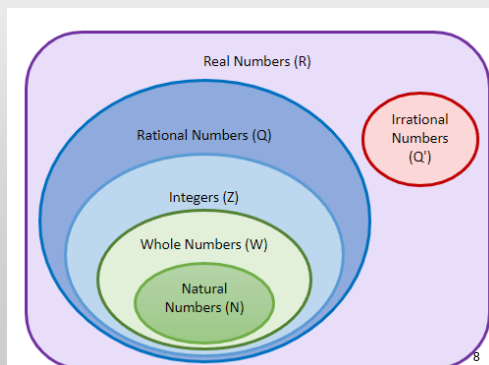 Real Numbers (R)
Irrational
Numbers
(Q')
Rational Numbers (Q)
Integers (Z)
Whole Numbers (W)
Natural
Numbers (N)
8